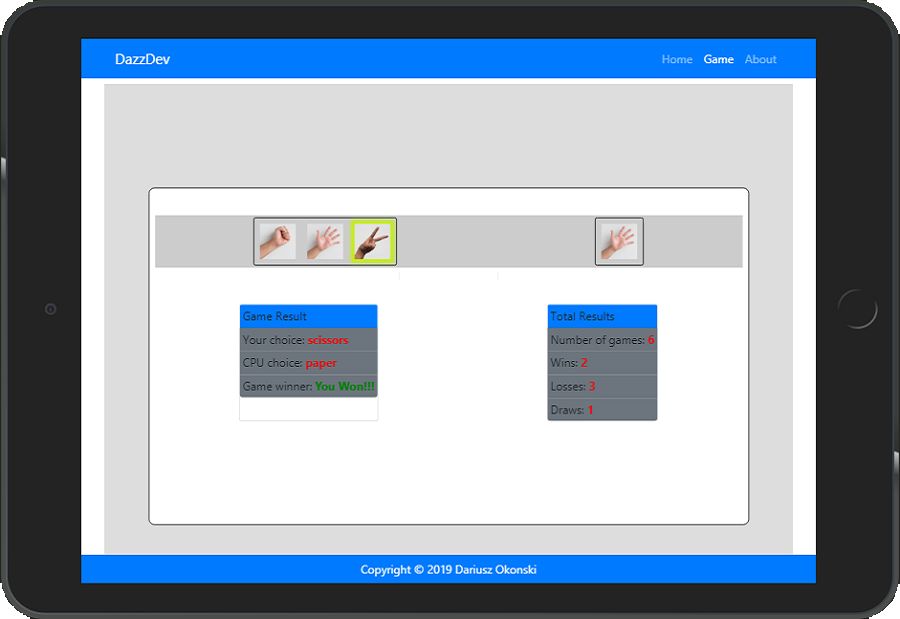 DazzDev
Home Game About
Game Result
Your choice: scissors
CPU choice: paper
Game winner: You Won!!!
Total Results
Number of games: 6
Wins: 2
Losses: 3
Draws: 1
Copyright © 2019 Dariusz Okonski